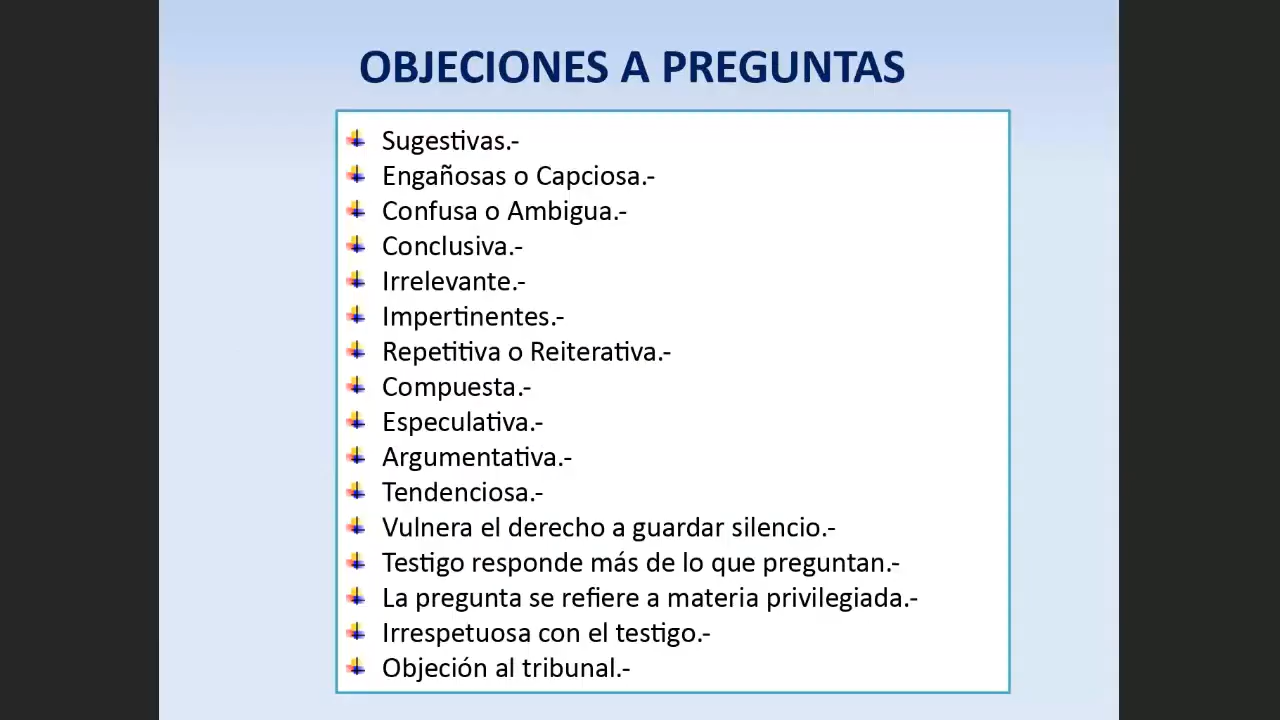 OBJECIONES A PREGUNTAS
Sugestivas.-
Engañosas o Capciosa.-
Confusa o Ambigua.-
Conclusiva.-
Irrelevante.-
Impertinentes.-
Repetitiva o Reiterativa.-
Compuesta.-
Especulativa.-
Argumentativa.-
Tendenciosa.-
Vulnera el derecho a guardar silencio.-
Testigo responde más de lo que preguntan.-
La pregunta se refiere a materia privilegiada.-
Irrespetuosa con el testigo.-
Objeción al tribunal.-